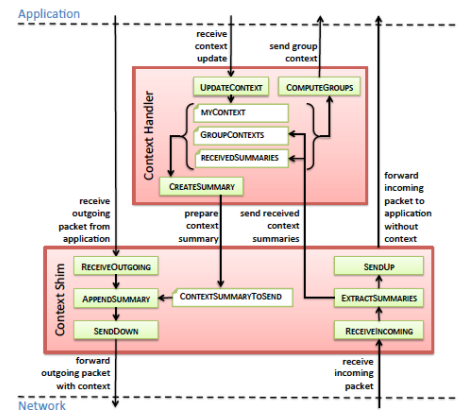 Application
receive
context
update
send group
context
UPDATECONTEXT
COMPUTEGROUPS
Context Handler
MYCONTEXT
GROUPCONTEXTS
RECEIVEDSUMMARIES
CREATESUMMARY
receive
outgoing
packet from
application
prepare
context
summary
send received
context
summaries
forward
incoming
packet to
application
without
context
Context Shim
RECEIVEOUTGOING
SENDUP
APPENDSUMMARY
CONTEXTSUMMARYTOSEND
EXTRACTSUMMARIES
SENDDOWN
RECEIVEINCOMING
forward
outgoing packet
with context
receive
incoming
packet
Network